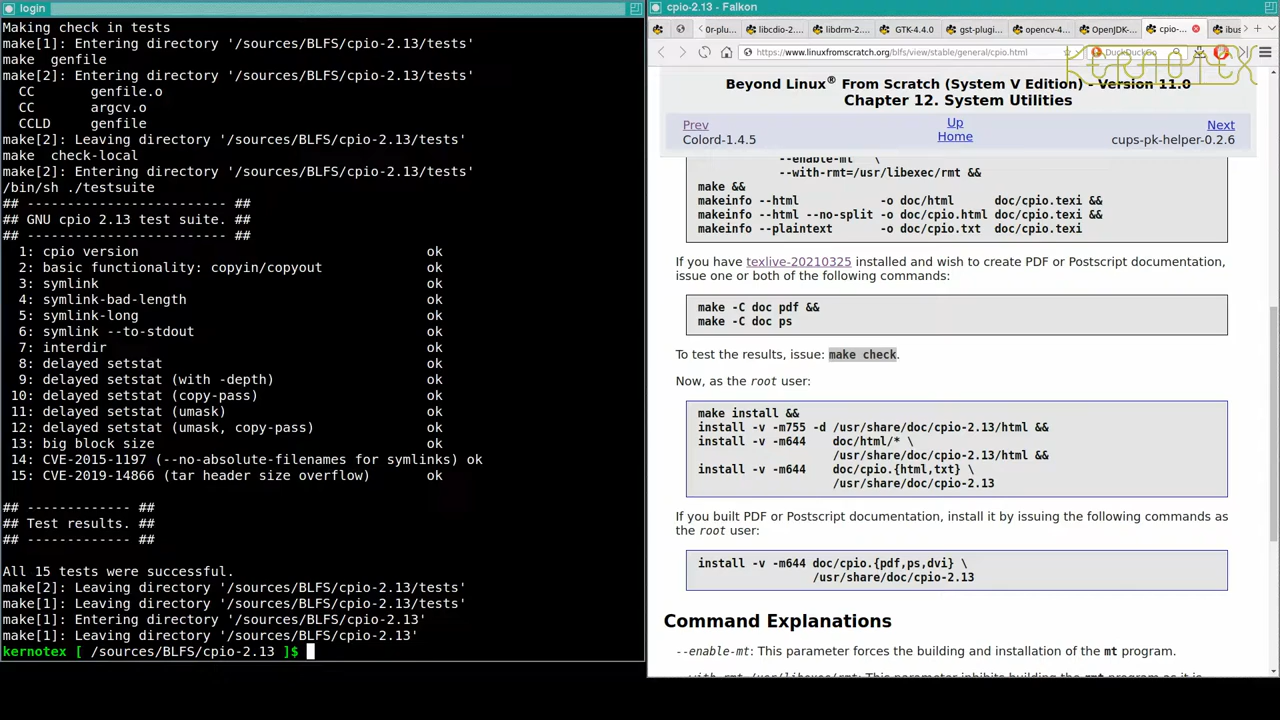 login
Making check in tests
make[1]: Entering directory '/sources/BLFS/cpio-2.13/tests'
make  genfile
make[2]: Entering directory '/sources/BLFS/cpio-2.13/tests'
  CC       genfile.o
  CC       argcv.o
  CCLD     genfile
make[2]: Leaving directory '/sources/BLFS/cpio-2.13/tests'
make  check-local
make[2]: Entering directory '/sources/BLFS/cpio-2.13/tests'
/bin/sh ./testsuite
## ------------------------- ##
## GNU cpio 2.13 test suite. ##
## ------------------------- ##
  1: cpio version                                    ok
  2: basic functionality: copyin/copyout             ok
  3: symlink                                         ok
  4: symlink-bad-length                              ok
  5: symlink-long                                    ok
  6: symlink --to-stdout                             ok
  7: interdir                                        ok
  8: delayed setstat                                 ok
  9: delayed setstat (with -depth)                   ok
 10: delayed setstat (copy-pass)                     ok
 11: delayed setstat (umask)                         ok
 12: delayed setstat (umask, copy-pass)              ok
 13: big block size                                  ok
 14: CVE-2015-1197 (--no-absolute-filenames for symlinks) ok
 15: CVE-2019-14866 (tar header size overflow)       ok
## ------------- ##
## Test results. ##
## ------------- ##
All 15 tests were successful.
make[2]: Leaving directory '/sources/BLFS/cpio-2.13/tests'
make[1]: Leaving directory '/sources/BLFS/cpio-2.13/tests'
make[1]: Entering directory '/sources/BLFS/cpio-2.13'
make[1]: Leaving directory '/sources/BLFS/cpio-2.13'
kernotex [ /sources/BLFS/cpio-2.13 ]$
cpio-2.13 - Falkon
0r-plu... libcdio-2... libdrm-2... GTK-4.4.0 gst-plugin... opencv-4... OpenJDK-... cpio-... ibus
https://www.linuxfromscratch.org/blfs/view/stable/general/cpio.html DuckDuckGo
KERNOTEX
Beyond Linux® From Scratch (System V Edition) - Version 11.0
Chapter 12. System Utilities
Prev Up Next
Colord-1.4.5 Home cups-pk-helper-0.2.6
--enable-mt   \
--with-rmt=/usr/libexec/rmt &&
make &&
makeinfo --html            -o doc/html      doc/cpio.texi &&
makeinfo --html --no-split -o doc/cpio.html doc/cpio.texi &&
makeinfo --plaintext       -o doc/cpio.txt  doc/cpio.texi
If you have texlive-20210325 installed and wish to create PDF or Postscript documentation,
issue one or both of the following commands:
make -C doc pdf &&
make -C doc ps
To test the results, issue: make check.
Now, as the root user:
make install &&
install -v -m755 -d /usr/share/doc/cpio-2.13/html &&
install -v -m644    doc/html/* \
/usr/share/doc/cpio-2.13/html &&
install -v -m644    doc/cpio.{html,txt} \
/usr/share/doc/cpio-2.13
If you built PDF or Postscript documentation, install it by issuing the following commands as
the root user:
install -v -m644 doc/cpio.{pdf,ps,dvi} \
/usr/share/doc/cpio-2.13
Command Explanations
--enable-mt: This parameter forces the building and installation of the mt program.